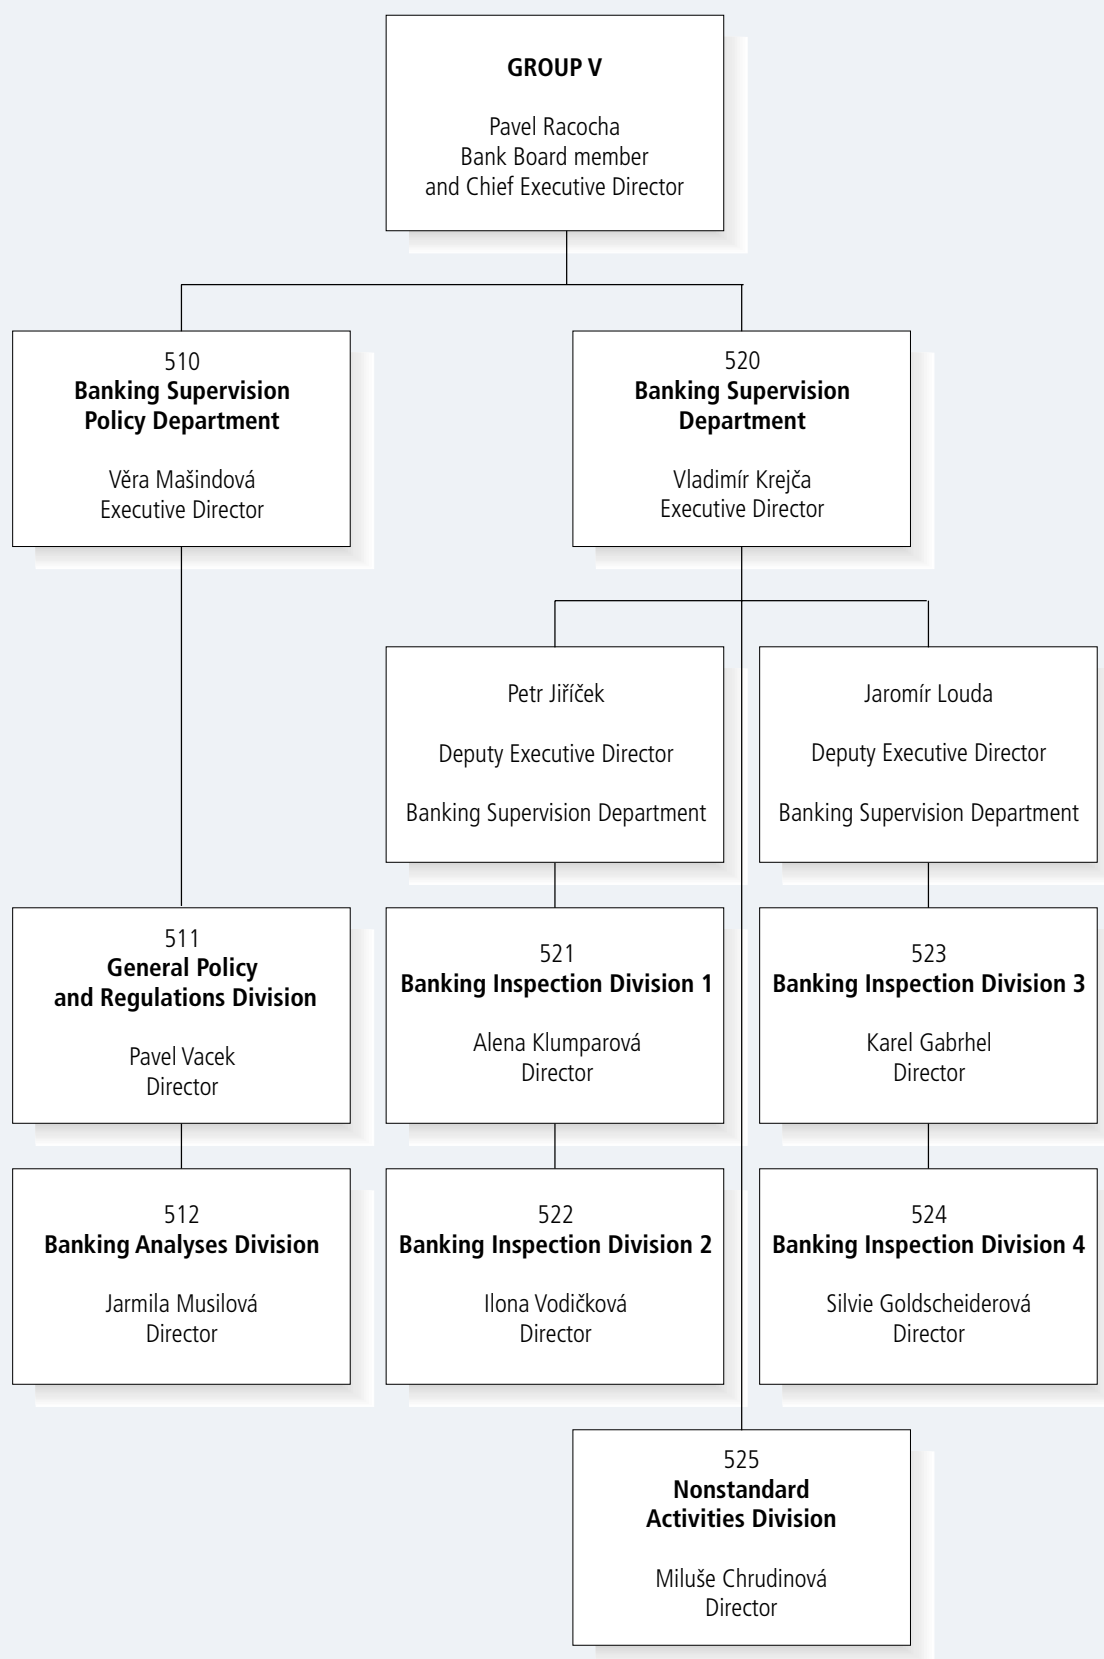 GROUP V
Pavel Racocha
Bank Board member
and Chief Executive Director
510
Banking Supervision
Policy Department
Věra Mašindová
Executive Director
520
Banking Supervision
Department
Vladimír Krejča
Executive Director
Petr Jiříček
Deputy Executive Director
Banking Supervision Department
Jaromír Louda
Deputy Executive Director
Banking Supervision Department
511
General Policy
and Regulations Division
Pavel Vacek
Director
521
Banking Inspection Division 1
Alena Klumparová
Director
523
Banking Inspection Division 3
Karel Gabrhel
Director
512
Banking Analyses Division
Jarmila Musilová
Director
522
Banking Inspection Division 2
Ilona Vodičková
Director
524
Banking Inspection Division 4
Silvie Goldscheiderová
Director
525
Nonstandard
Activities Division
Miluše Chrudinová
Director